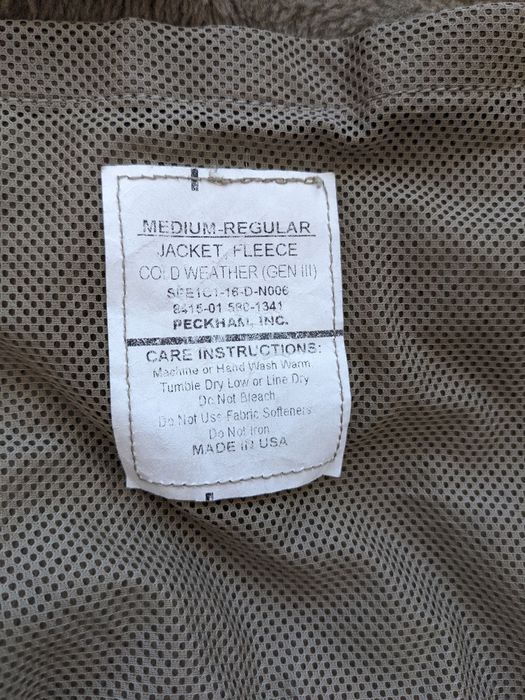 MEDIUM-REGULAR
JACKET, FLEECE
COLD WEATHER (GEN III)
SPE1C1-16-D-N006
8415-01-580-1341
PECKHAM, INC.
CARE INSTRUCTIONS:
Machine or Hand Wash Warm
Tumble Dry Low or Line Dry
Do Not Bleach
Do Not Use Fabric Softeners
Do Not Iron
MADE IN USA